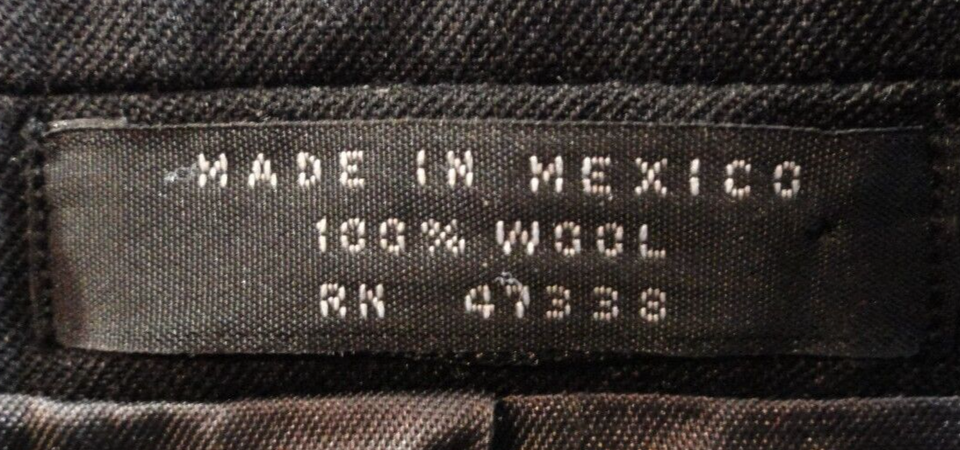 MADE IN MEXICO
100% WOOL
RN 47338